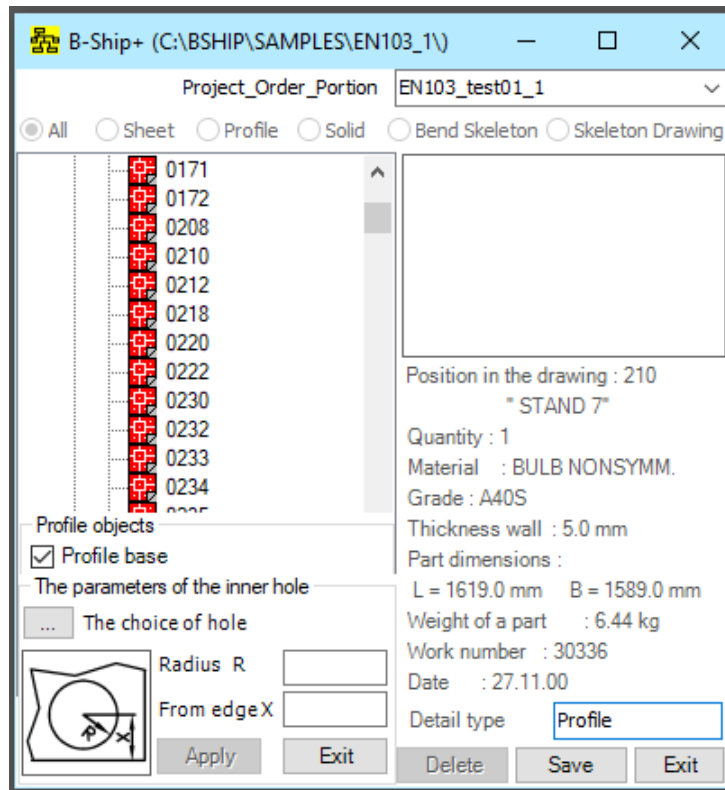 B-Ship+ (C:\BSHIP\SAMPLES\EN103_1\)
Project_Order_Portion EN103_test01_1
All Sheet Profile Solid Bend Skeleton Skeleton Drawing
0171
0172
0208
0210
0212
0218
0220
0222
0230
0232
0233
0234
Profile objects
Profile base
The parameters of the inner hole
... The choice of hole
Radius R
From edge X
R X
Apply Exit
Position in the drawing : 210
" STAND 7"
Quantity : 1
Material : BULB NONSYMM.
Grade : A40S
Thickness wall : 5.0 mm
Part dimensions :
L = 1619.0 mm B = 1589.0 mm
Weight of a part : 6.44 kg
Work number : 30336
Date : 27.11.00
Detail type Profile
Delete Save Exit